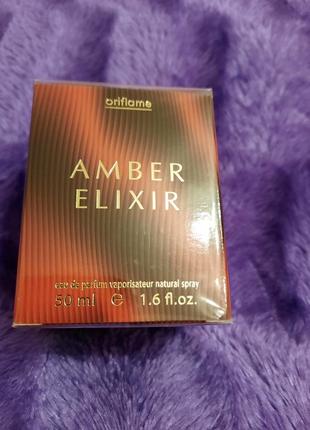 oriflame
AMBER
ELIXIR
eau de parfum vaporisateur natural spray
50 ml ℮ 1.6 fl.oz.